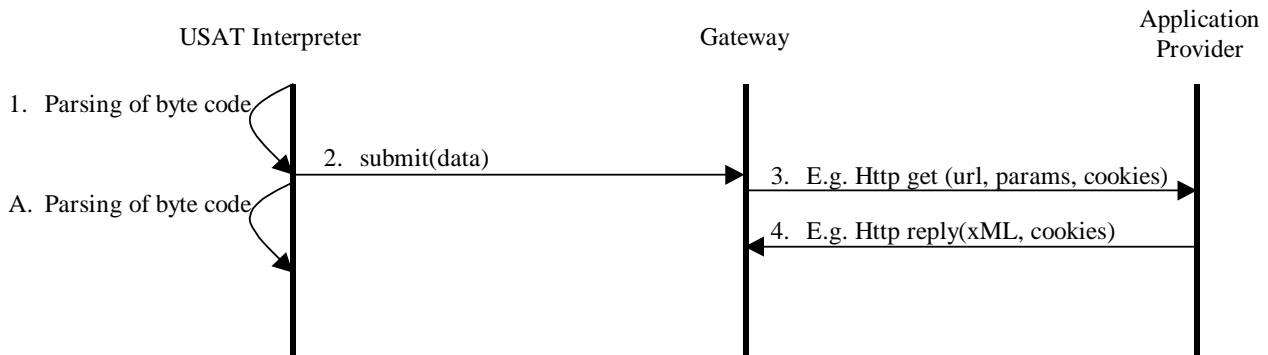 USAT Interpreter
Gateway
Application
Provider
1. Parsing of byte code
2. submit(data)
3. E.g. Http get (url, params, cookies)
A. Parsing of byte code
4. E.g. Http reply(xML, cookies)